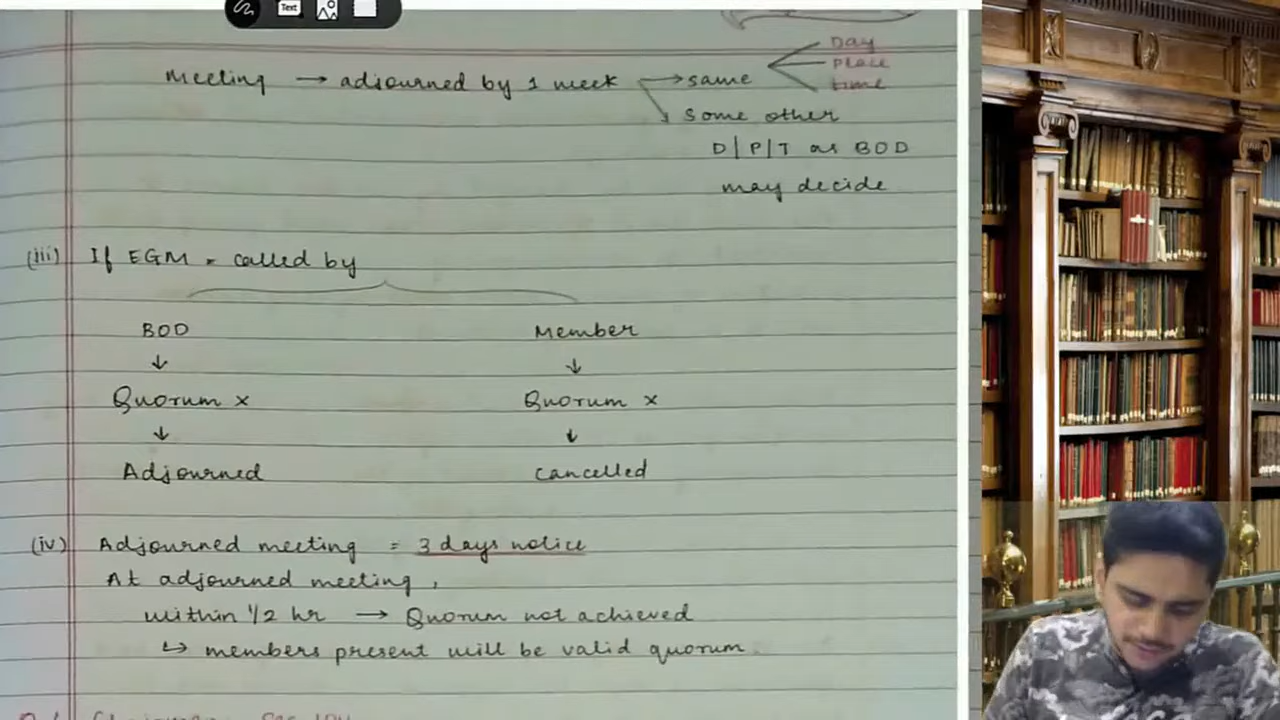 Text
Day
Meeting → adjourned by 1 week → same
place
time
↘ some other
D|P|T as BOD
may decide
(iii) If EGM = called by
BOD Member
↓ ↓
Quorum × Quorum ×
↓ ↓
Adjourned cancelled
(iv) Adjourned meeting = 3 days notice
At adjourned meeting,
within 1/2 hr → Quorum not achieved
↳ members present will be valid quorum.